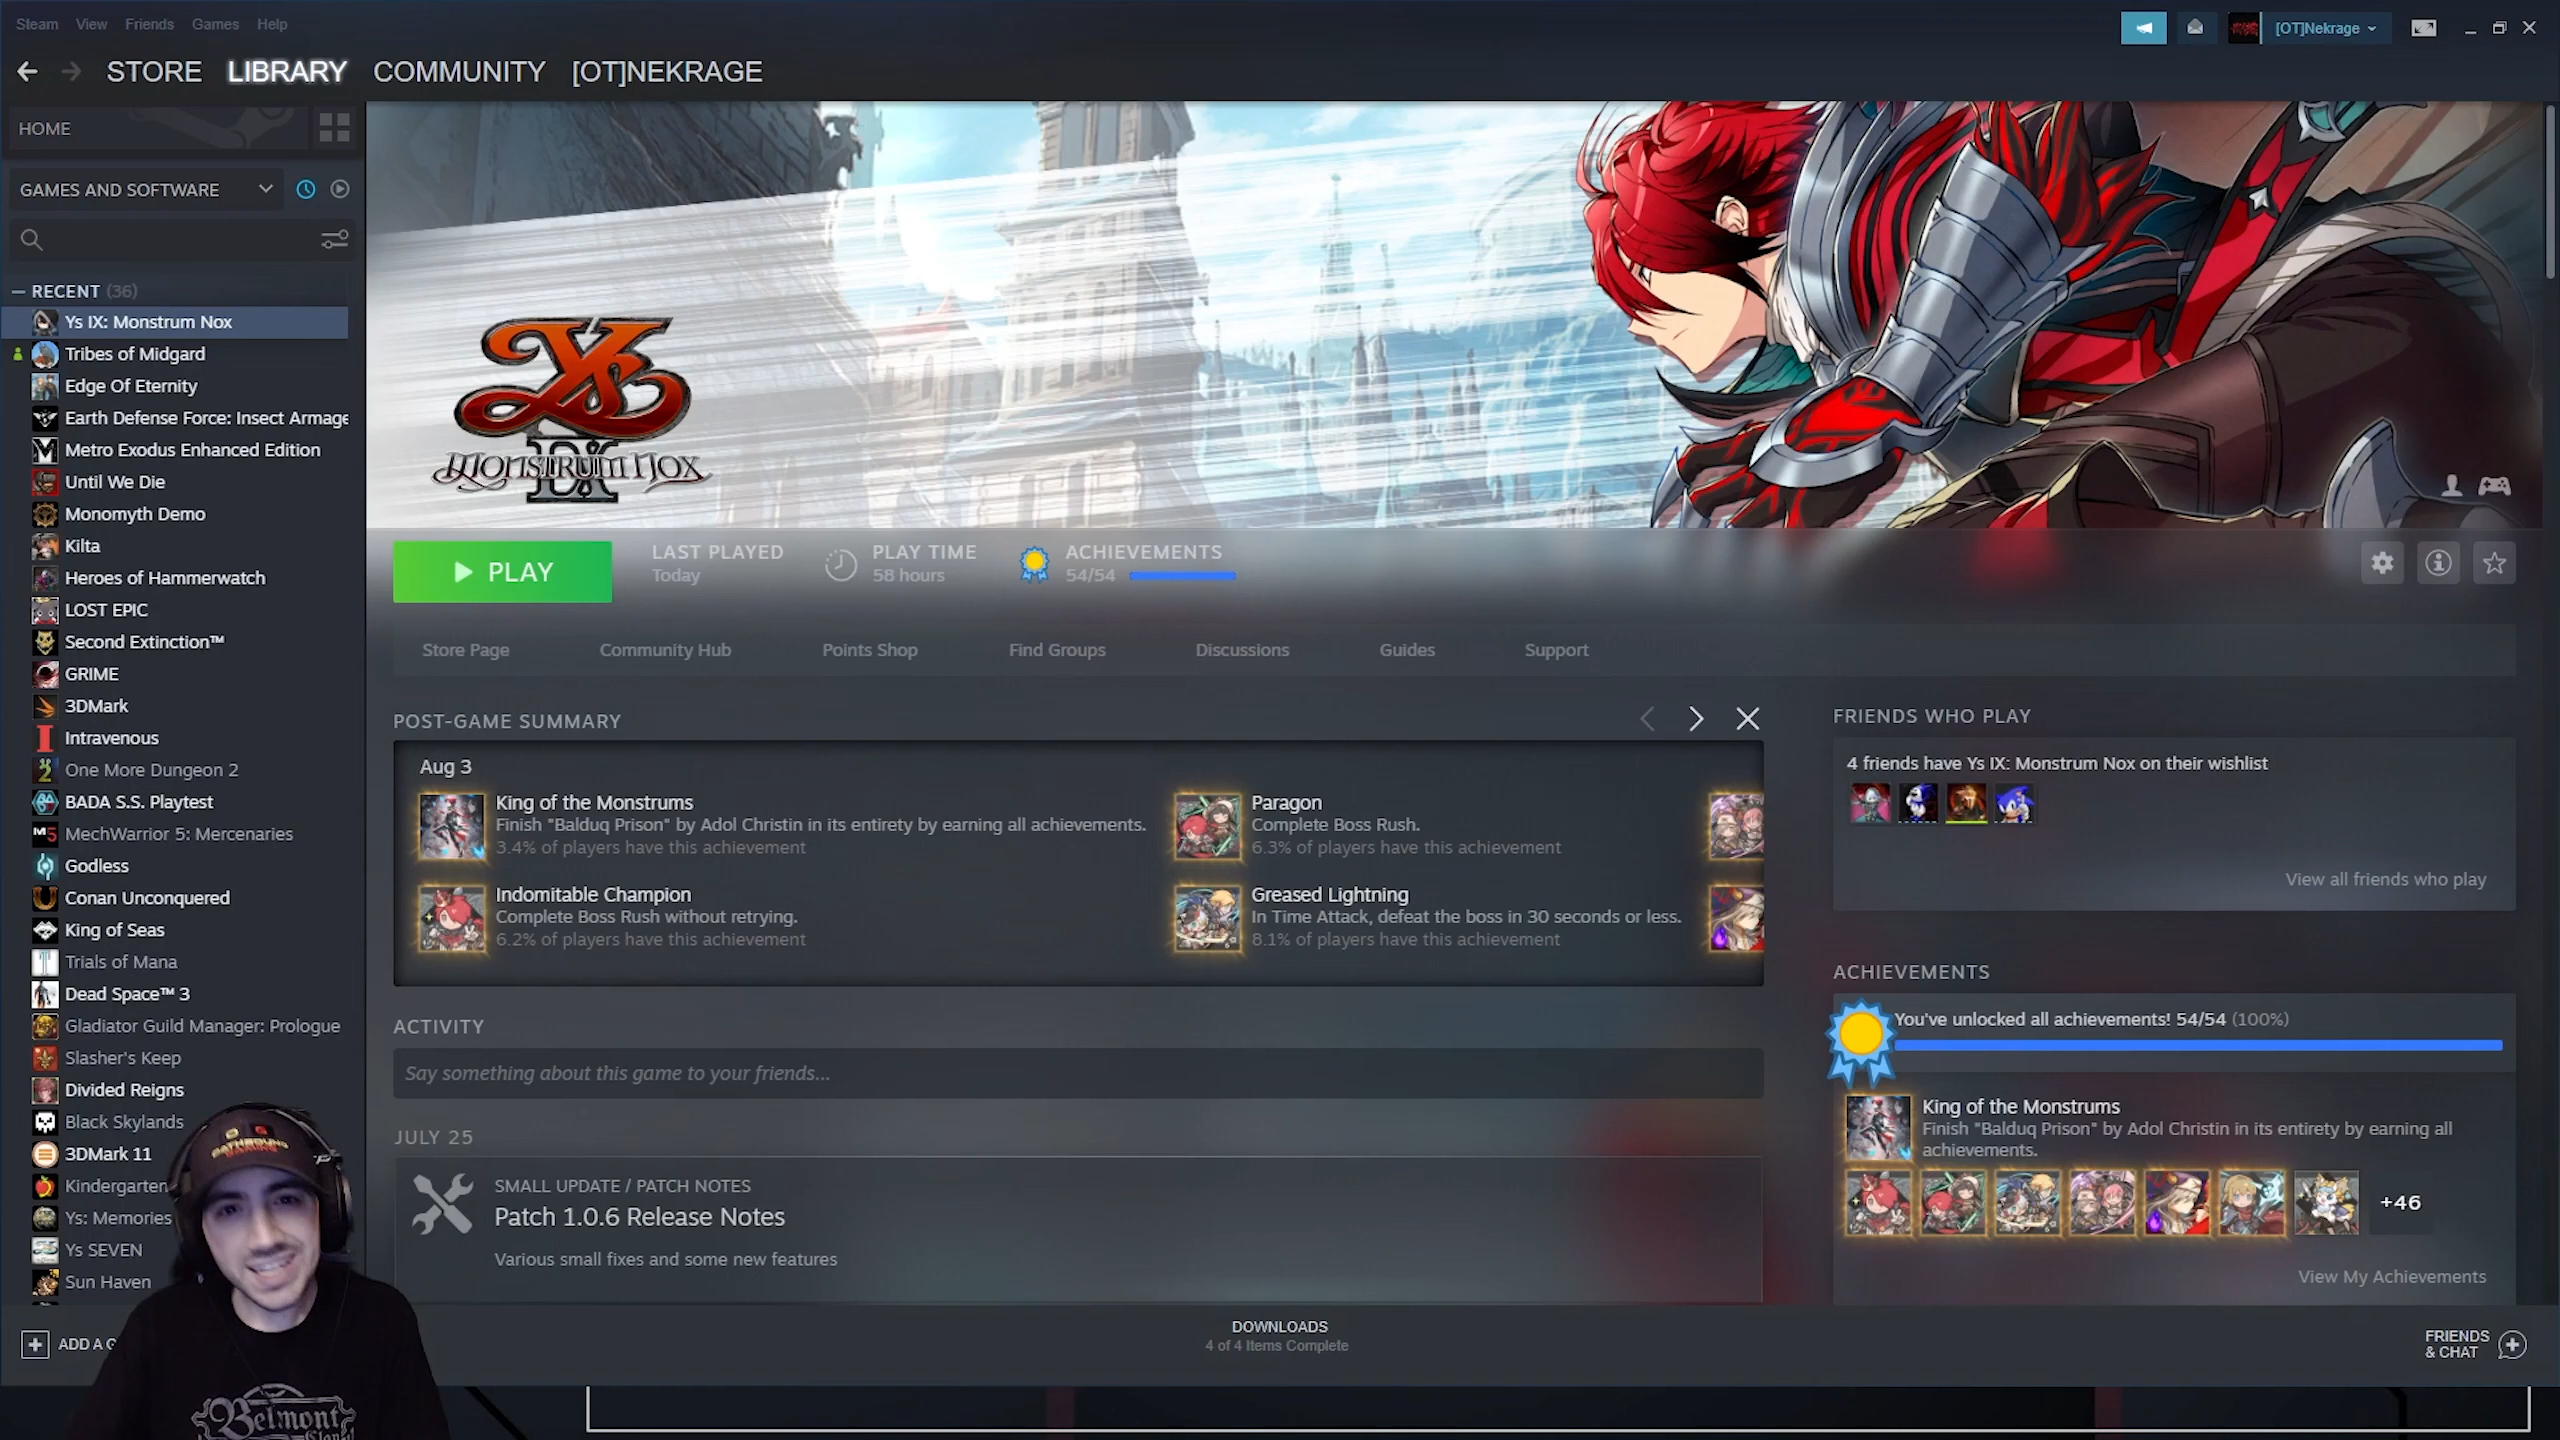 Steam View Friends Games Help
[OT]Nekrage
STORE LIBRARY COMMUNITY [OT]NEKRAGE
HOME
GAMES AND SOFTWARE
RECENT (36)
Ys IX: Monstrum Nox
Tribes of Midgard
Edge Of Eternity
Earth Defense Force: Insect Armage
Metro Exodus Enhanced Edition
Until We Die
Monomyth Demo
Kilta
Heroes of Hammerwatch
LOST EPIC
Second Extinction™
GRIME
3DMark
Intravenous
One More Dungeon 2
BADA S.S. Playtest
MechWarrior 5: Mercenaries
Godless
Conan Unconquered
King of Seas
Trials of Mana
Dead Space™ 3
Gladiator Guild Manager: Prologue
Slasher's Keep
Divided Reigns
Black Skylands
3DMark 11
Kindergarten
Ys: Memories
Ys SEVEN
Sun Haven
ADD A G
Ys
IX
Monstrum Nox
PLAY
LAST PLAYED
Today
PLAY TIME
58 hours
ACHIEVEMENTS
54/54
Store Page Community Hub Points Shop Find Groups Discussions Guides Support
POST-GAME SUMMARY
Aug 3
King of the Monstrums
Finish "Balduq Prison" by Adol Christin in its entirety by earning all achievements.
3.4% of players have this achievement
Paragon
Complete Boss Rush.
6.3% of players have this achievement
Indomitable Champion
Complete Boss Rush without retrying.
6.2% of players have this achievement
Greased Lightning
In Time Attack, defeat the boss in 30 seconds or less.
8.1% of players have this achievement
ACTIVITY
Say something about this game to your friends...
JULY 25
SMALL UPDATE / PATCH NOTES
Patch 1.0.6 Release Notes
Various small fixes and some new features
FRIENDS WHO PLAY
4 friends have Ys IX: Monstrum Nox on their wishlist
View all friends who play
ACHIEVEMENTS
You've unlocked all achievements! 54/54 (100%)
King of the Monstrums
Finish "Balduq Prison" by Adol Christin in its entirety by earning all
achievements.
+46
View My Achievements
DOWNLOADS
4 of 4 Items Complete
FRIENDS
& CHAT
Belmont
Clan